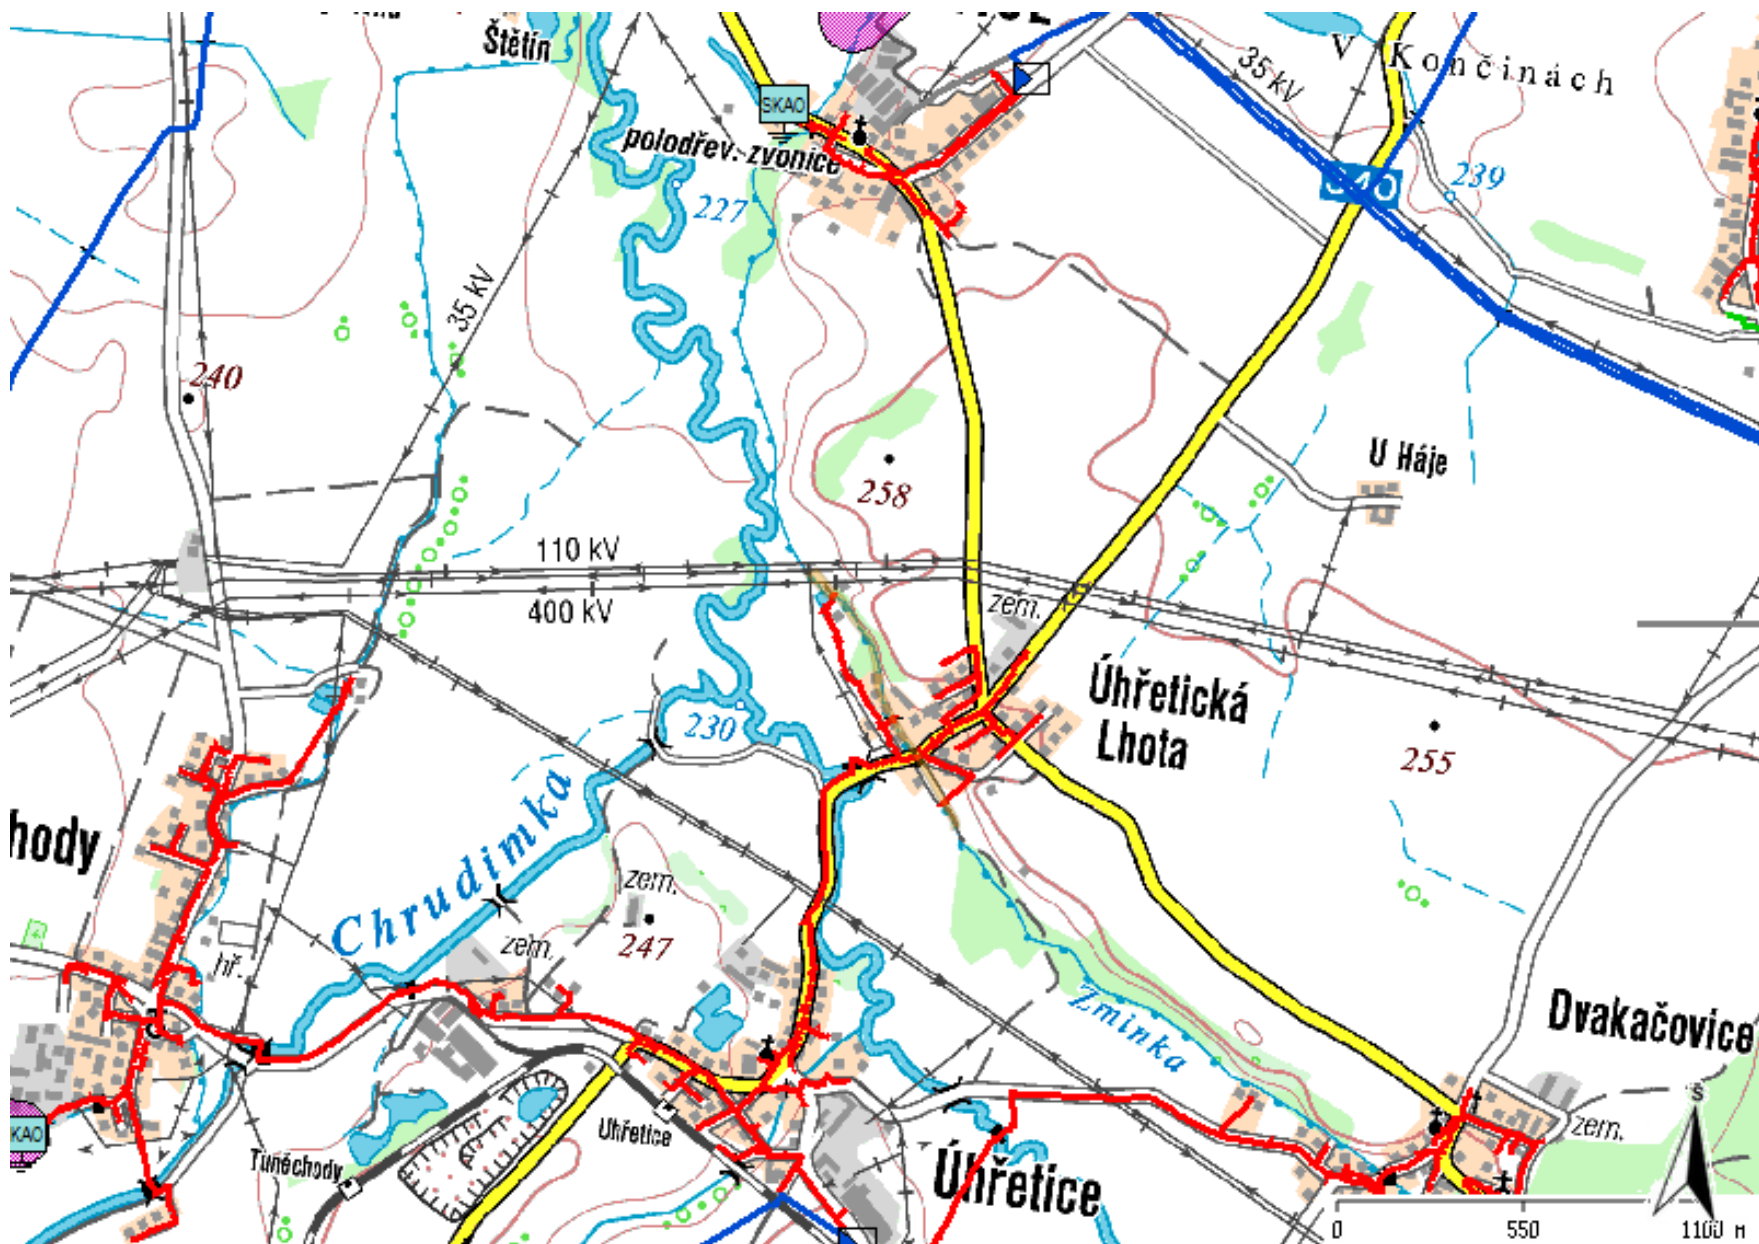 Štětín
SKAO
polodřev. zvonice
35 kV
V Končinách
340
239
227
35 kV
240
U Háje
258
110 kV
400 kV
zem.
Úhřetická
Lhota
230
255
hody
Chrudimka
zem.
247
zem.
hř.
Zminka
Dvakačovice
S
KAO
Uhřetice
zem.
Tuněchody
Úhřetice
0 550 1100 m